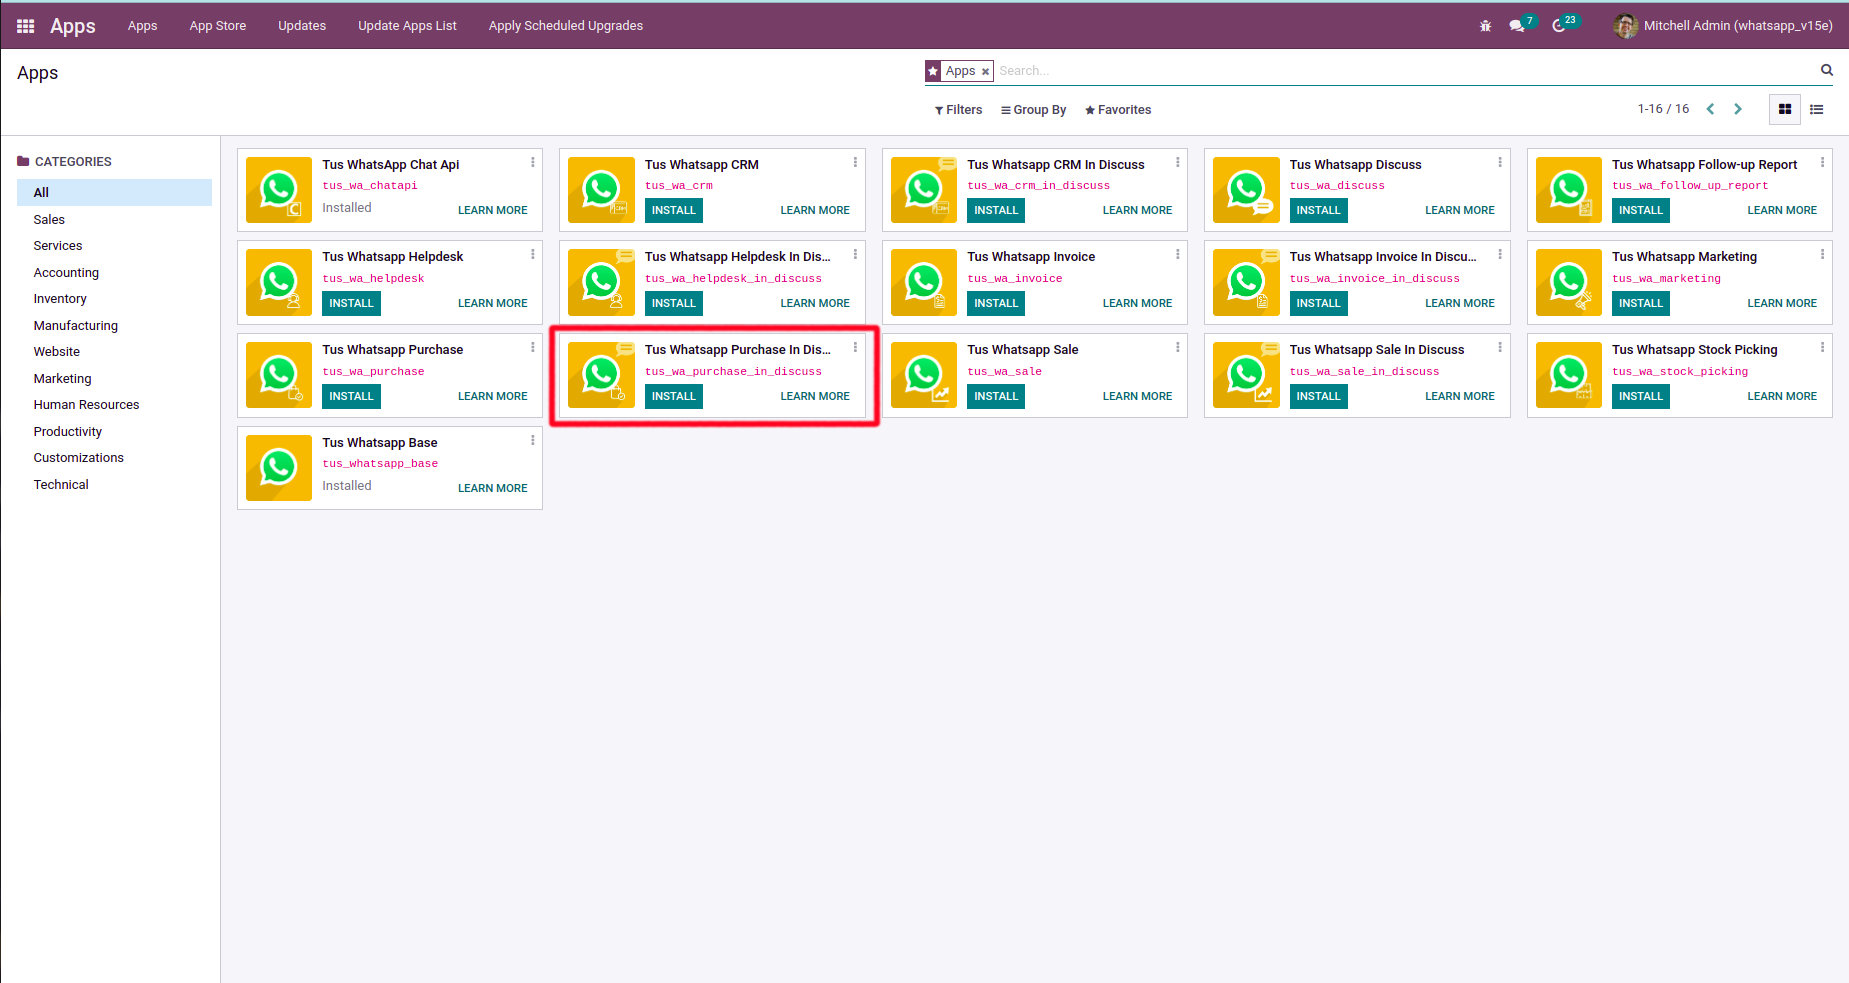 Apps Apps App Store Updates Update Apps List Apply Scheduled Upgrades 7 23 Mitchell Admin (whatsapp_v15e)
Apps
Apps × Search...
Filters Group By Favorites 1-16 / 16
CATEGORIES
All
Sales
Services
Accounting
Inventory
Manufacturing
Website
Marketing
Human Resources
Productivity
Customizations
Technical
Tus WhatsApp Chat Api
tus_wa_chatapi
Installed LEARN MORE
Tus Whatsapp CRM
tus_wa_crm
INSTALL LEARN MORE
Tus Whatsapp CRM In Discuss
tus_wa_crm_in_discuss
INSTALL LEARN MORE
Tus Whatsapp Discuss
tus_wa_discuss
INSTALL LEARN MORE
Tus Whatsapp Follow-up Report
tus_wa_follow_up_report
INSTALL LEARN MORE
Tus Whatsapp Helpdesk
tus_wa_helpdesk
INSTALL LEARN MORE
Tus Whatsapp Helpdesk In Dis...
tus_wa_helpdesk_in_discuss
INSTALL LEARN MORE
Tus Whatsapp Invoice
tus_wa_invoice
INSTALL LEARN MORE
Tus Whatsapp Invoice In Discu...
tus_wa_invoice_in_discuss
INSTALL LEARN MORE
Tus Whatsapp Marketing
tus_wa_marketing
INSTALL LEARN MORE
Tus Whatsapp Purchase
tus_wa_purchase
INSTALL LEARN MORE
Tus Whatsapp Purchase In Dis...
tus_wa_purchase_in_discuss
INSTALL LEARN MORE
Tus Whatsapp Sale
tus_wa_sale
INSTALL LEARN MORE
Tus Whatsapp Sale In Discuss
tus_wa_sale_in_discuss
INSTALL LEARN MORE
Tus Whatsapp Stock Picking
tus_wa_stock_picking
INSTALL LEARN MORE
Tus Whatsapp Base
tus_whatsapp_base
Installed LEARN MORE